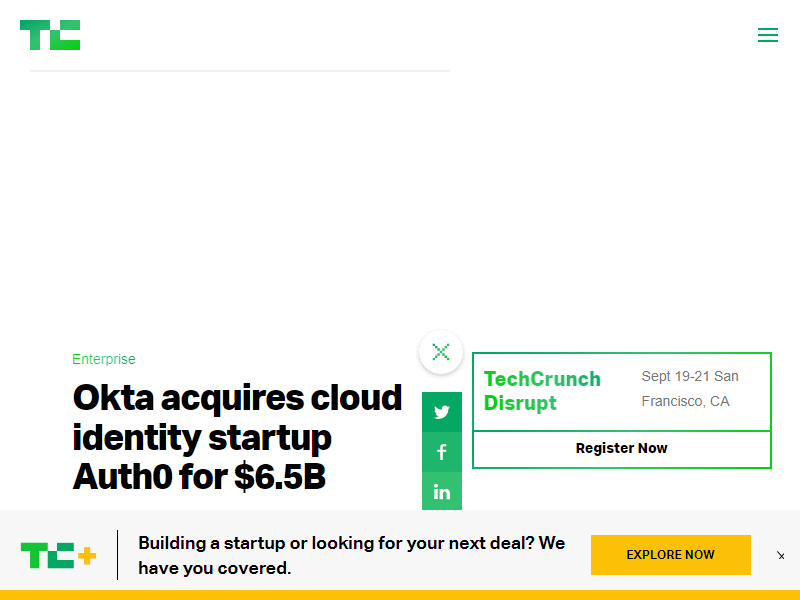 TC
Enterprise
Okta acquires cloud
identity startup
Auth0 for $6.5B
TechCrunch
Disrupt
Sept 19-21 San
Francisco, CA
Register Now
TC+
Building a startup or looking for your next deal? We
have you covered.
EXPLORE NOW